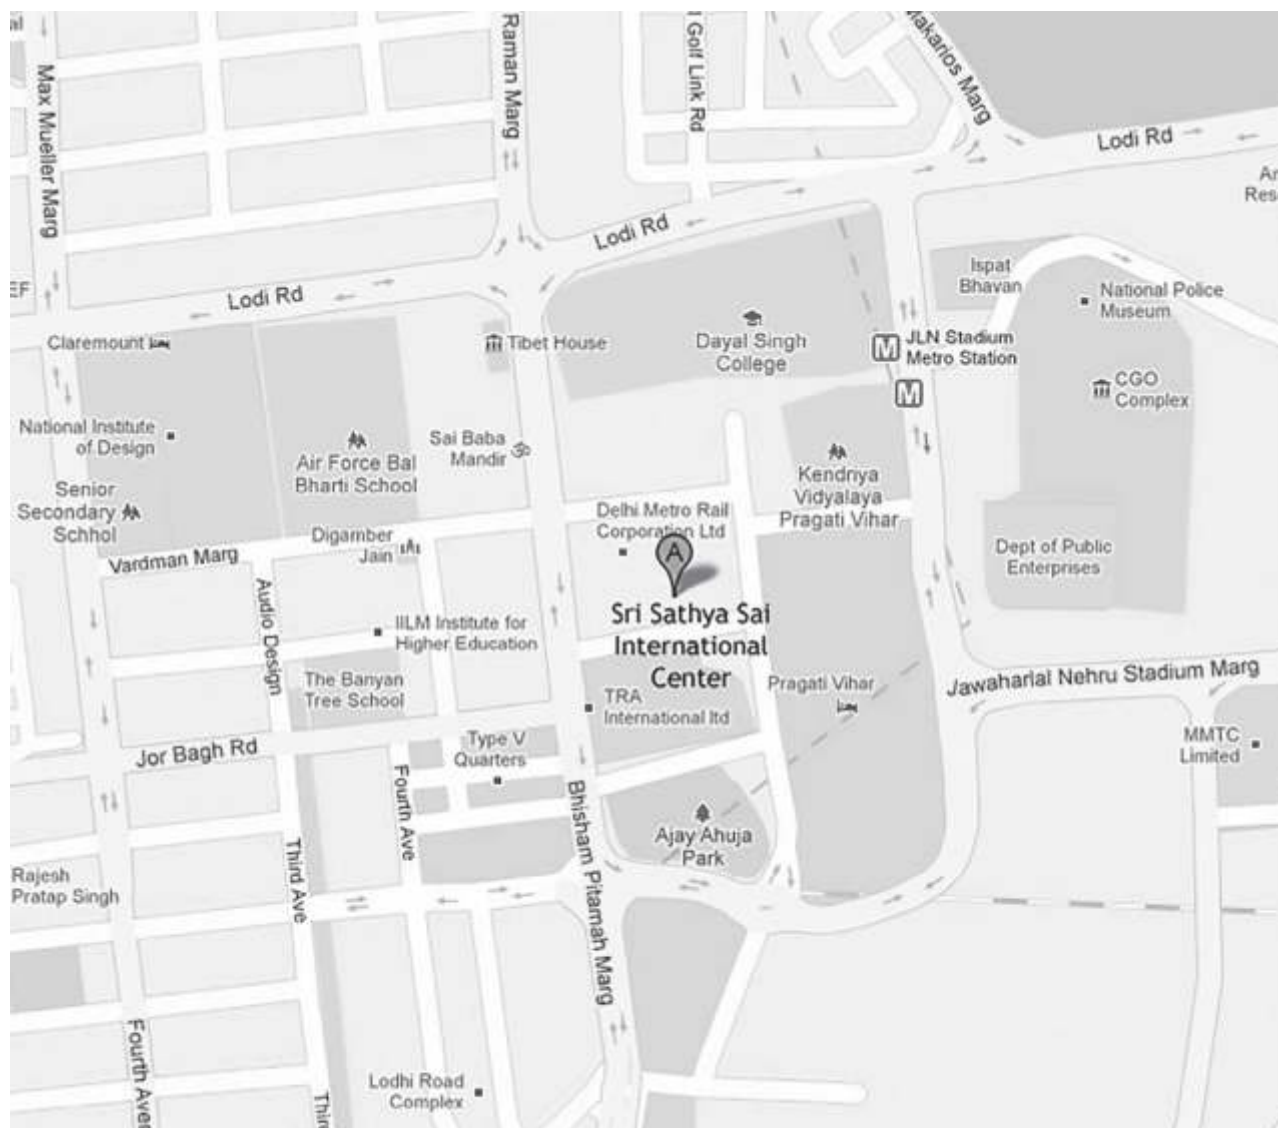 al
Max Mueller Marg
Raman Marg
Golf Link Rd
Makarios Marg
Lodi Rd
Ar
Res
Lodi Rd
Lodi Rd
EF
Ispat
Bhavan
National Police
Museum
Claremount
Tibet House
Dayal Singh
College
M
JLN Stadium
Metro Station
M
CGO
Complex
National Institute
of Design
Air Force Bal
Bharti School
Sai Baba
Mandir
Kendriya
Vidyalaya
Pragati Vihar
Senior
Secondary
Schhol
Delhi Metro Rail
Corporation Ltd
Digamber
Jain
Vardman Marg
A
Dept of Public
Enterprises
Audio Design
IILM Institute for
Higher Education
Sri Sathya Sai
International
Center
The Banyan
Tree School
Pragati Vihar
Jawaharlal Nehru Stadium Marg
TRA
International ltd
Jor Bagh Rd
Type V
Quarters
MMTC
Limited
Fourth Ave
Bhisham Pitamah Marg
Ajay Ahuja
Park
Third Ave
Rajesh
Pratap Singh
Fourth Aver
Lodhi Road
Complex
Thir